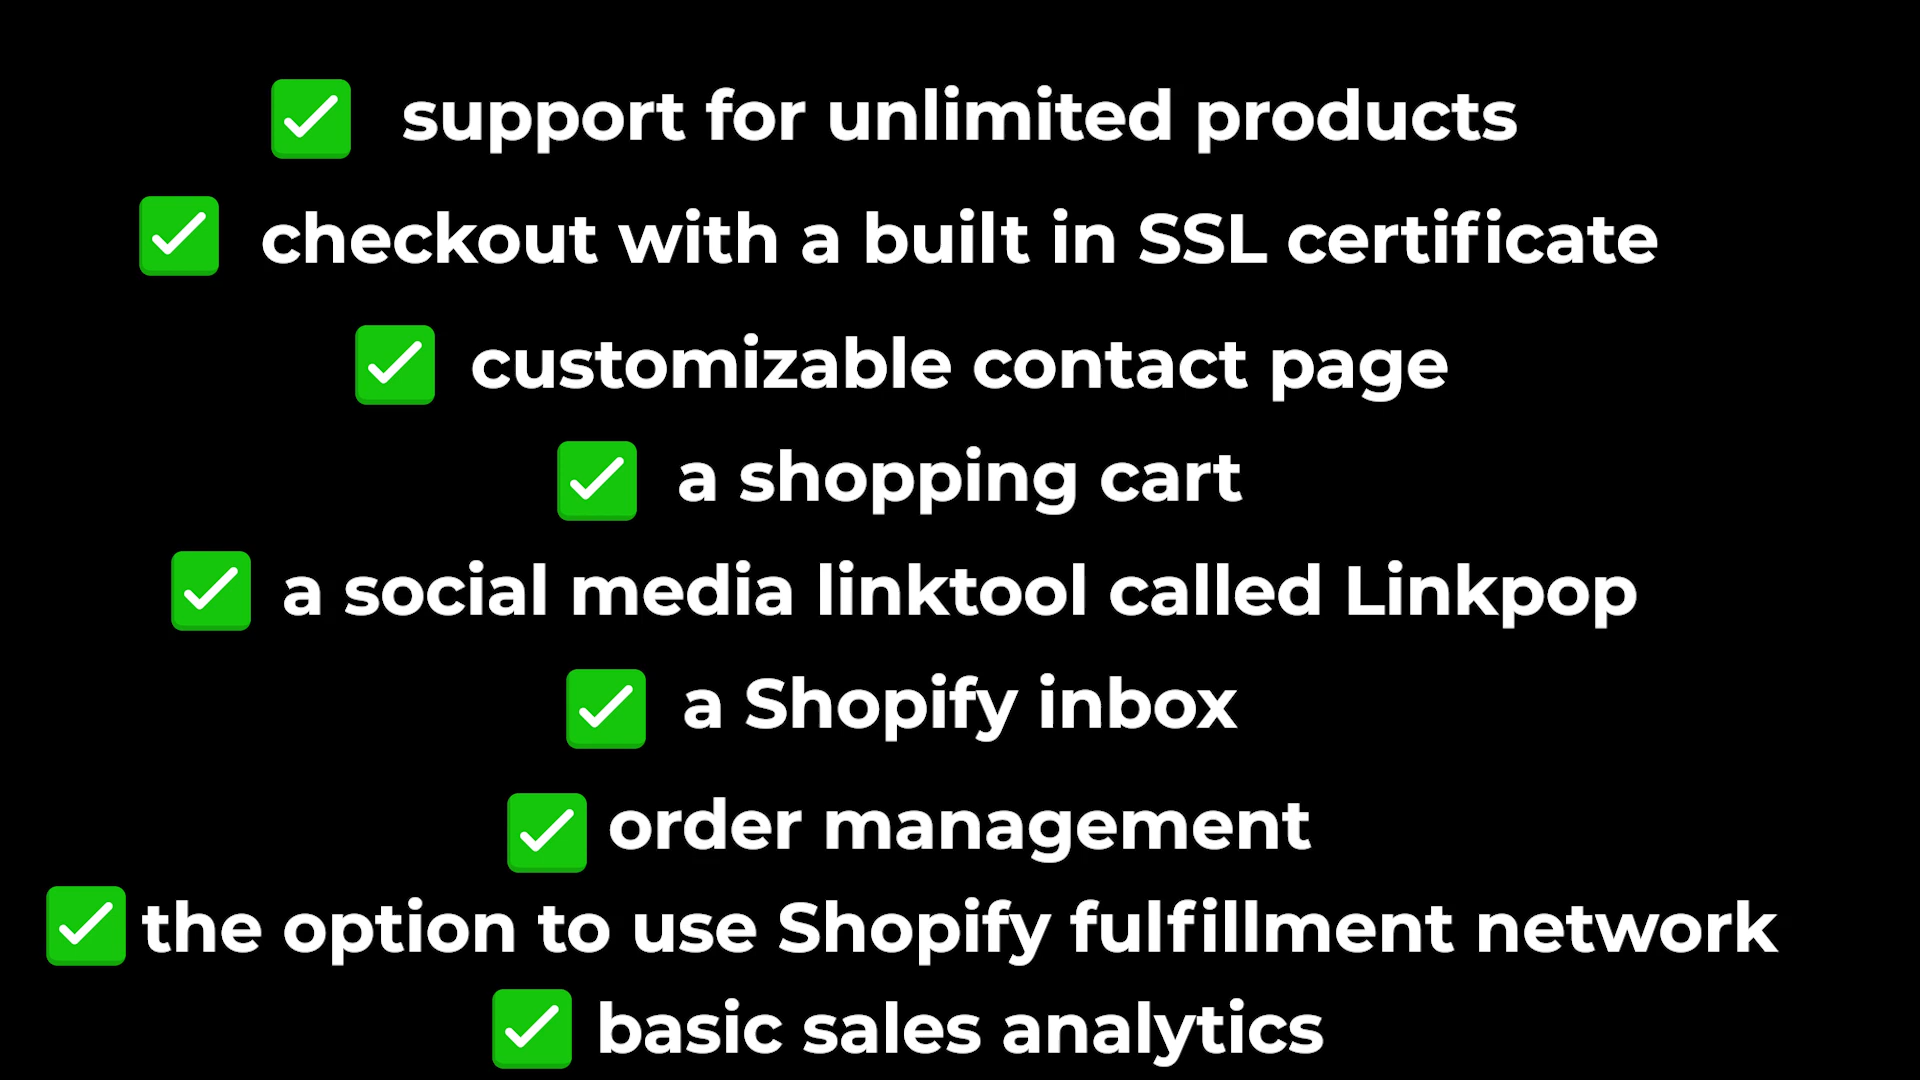 support for unlimited products
checkout with a built in SSL certificate
customizable contact page
a shopping cart
a social media linktool called Linkpop
a Shopify inbox
order management
the option to use Shopify fulfillment network
basic sales analytics